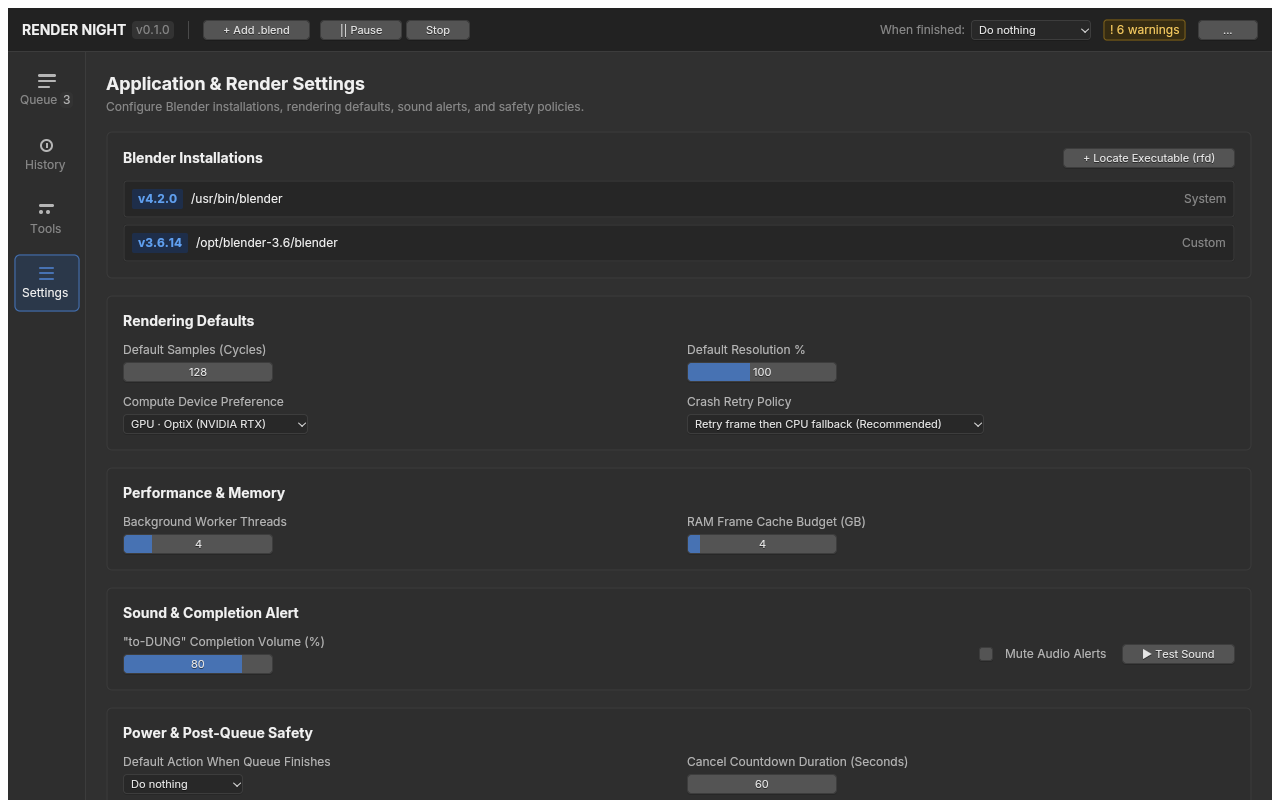 RENDER NIGHT v0.1.0 + Add .blend || Pause Stop When finished: Do nothing ! 6 warnings ...
Queue 3
History
Tools
Settings
Application & Render Settings
Configure Blender installations, rendering defaults, sound alerts, and safety policies.
Blender Installations + Locate Executable (rfd)
v4.2.0 /usr/bin/blender System
v3.6.14 /opt/blender-3.6/blender Custom
Rendering Defaults
Default Samples (Cycles) Default Resolution %
128 100
Compute Device Preference Crash Retry Policy
GPU · OptiX (NVIDIA RTX) Retry frame then CPU fallback (Recommended)
Performance & Memory
Background Worker Threads RAM Frame Cache Budget (GB)
4 4
Sound & Completion Alert
"to-DUNG" Completion Volume (%)
80 Mute Audio Alerts ▶ Test Sound
Power & Post-Queue Safety
Default Action When Queue Finishes Cancel Countdown Duration (Seconds)
Do nothing 60